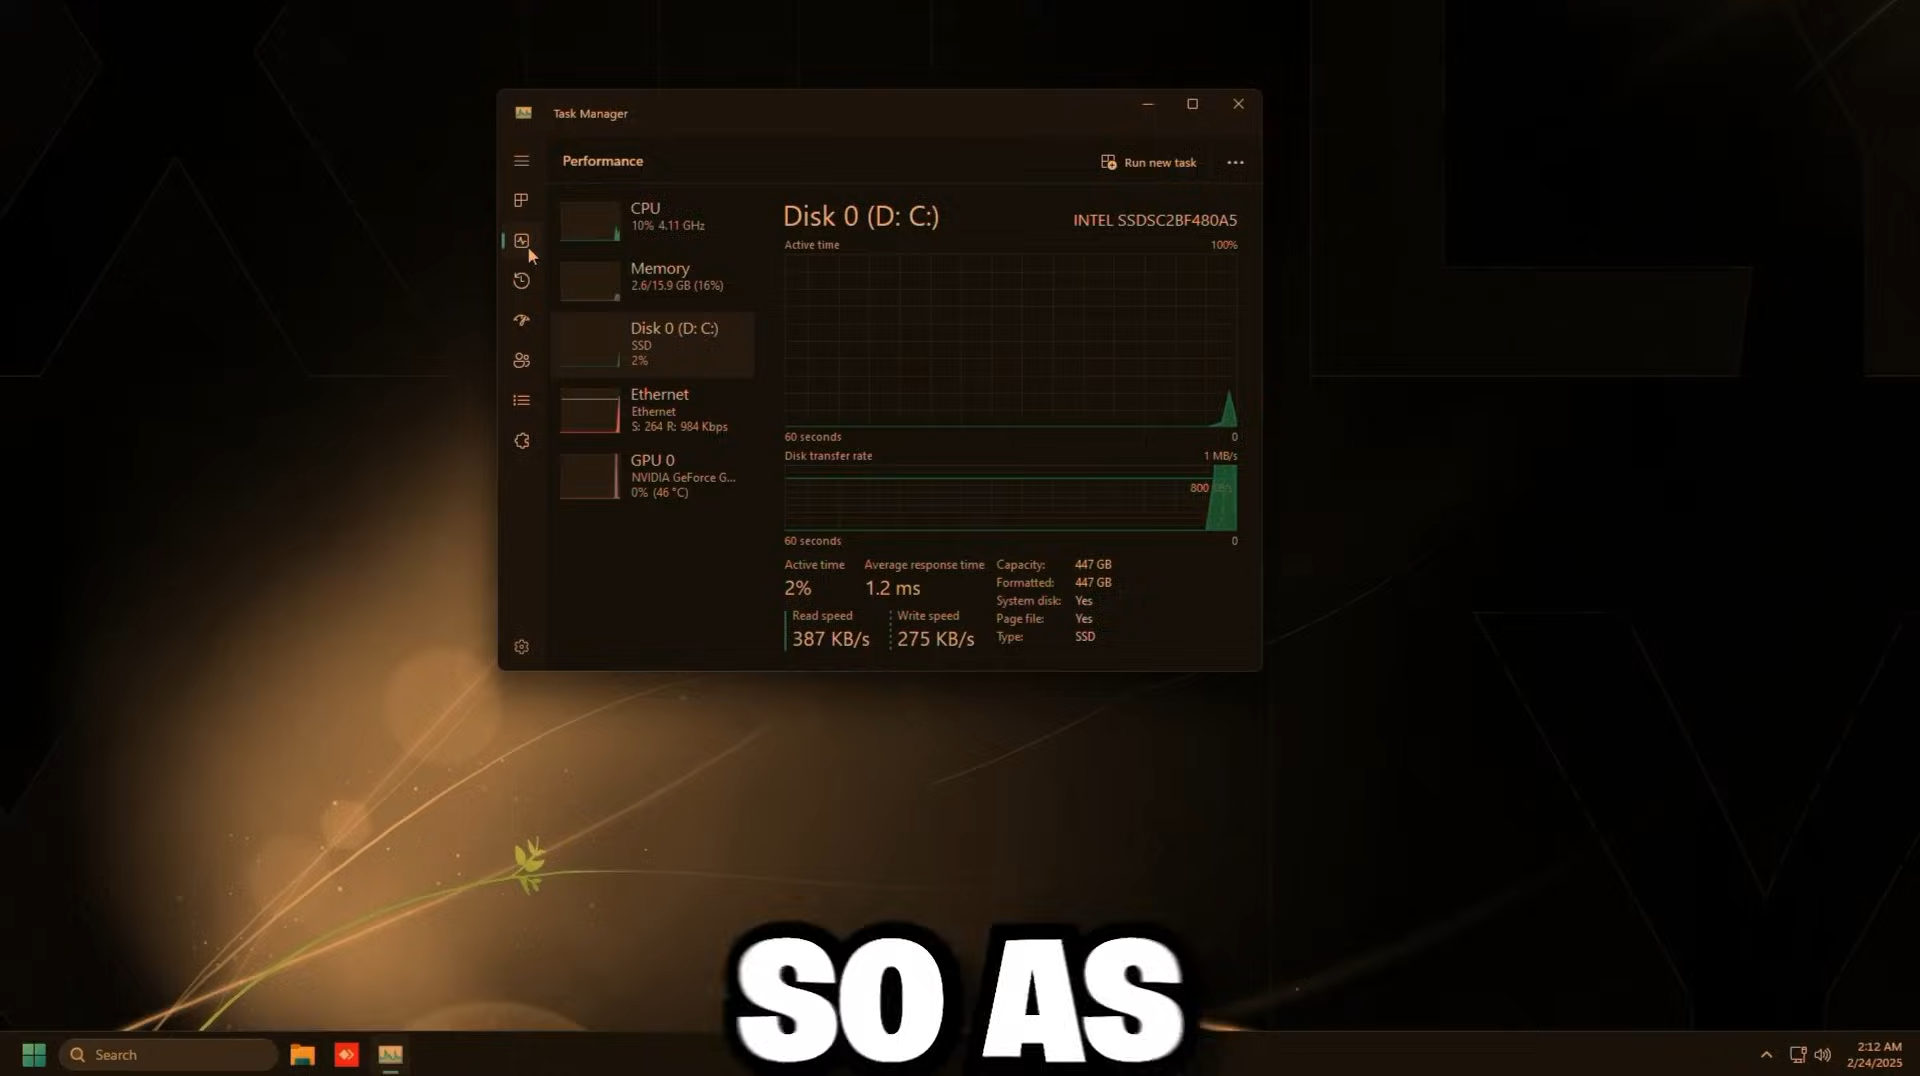 Task Manager
Performance
Run new task
CPU
10% 4.11 GHz
Memory
2.6/15.9 GB (16%)
Disk 0 (D: C:)
SSD
2%
Ethernet
Ethernet
S: 264 R: 984 Kbps
GPU 0
NVIDIA GeForce G...
0% (46 °C)
Disk 0 (D: C:)
INTEL SSDSC2BF480A5
Active time
100%
60 seconds
0
Disk transfer rate
1 MB/s
800 KB/s
60 seconds
0
Active time
2%
Average response time
1.2 ms
Read speed
387 KB/s
Write speed
275 KB/s
Capacity: 447 GB
Formatted: 447 GB
System disk: Yes
Page file: Yes
Type: SSD
SO AS
Search
2:12 AM
2/24/2025